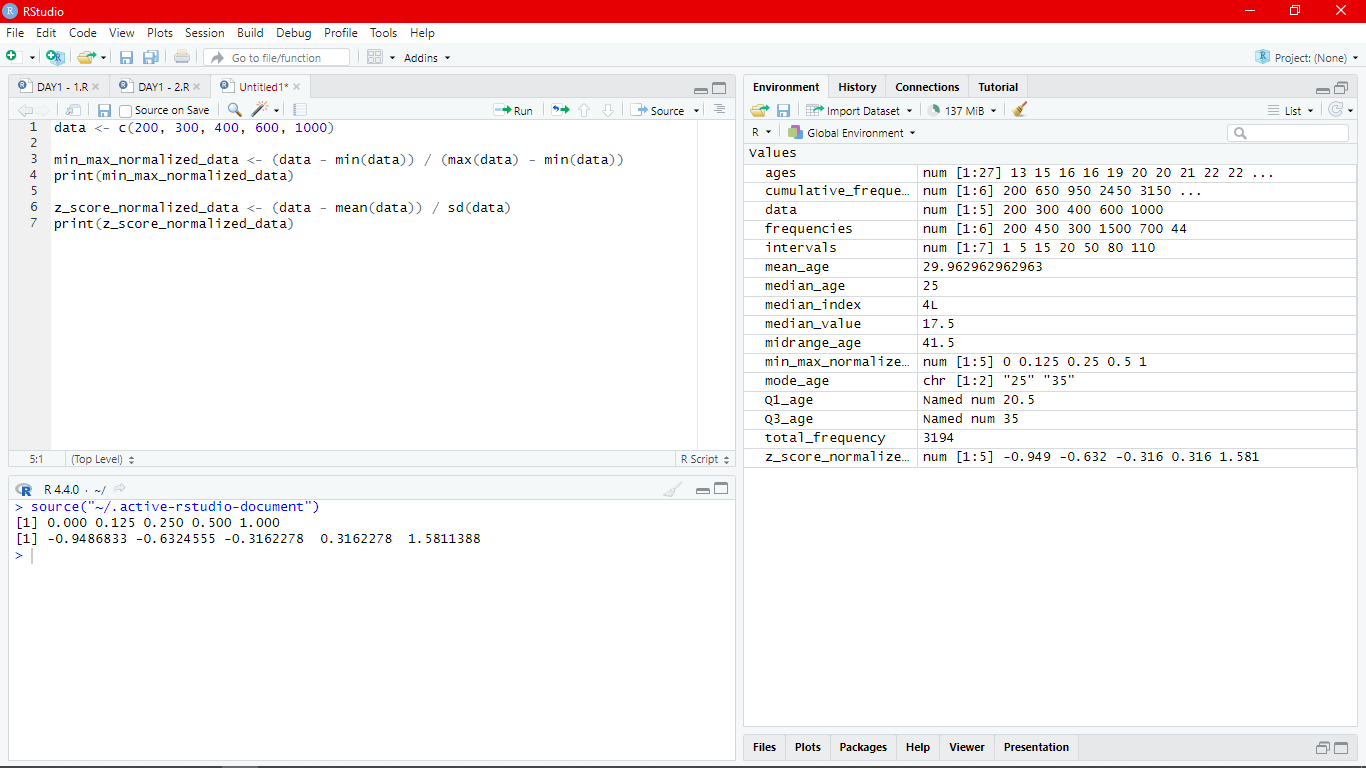 RStudio
File Edit Code View Plots Session Build Debug Profile Tools Help
Go to file/function Addins Project: (None)
DAY1 - 1.R DAY1 - 2.R Untitled1*
Source on Save Run Source
1 data <- c(200, 300, 400, 600, 1000)
2
3 min_max_normalized_data <- (data - min(data)) / (max(data) - min(data))
4 print(min_max_normalized_data)
5
6 z_score_normalized_data <- (data - mean(data)) / sd(data)
7 print(z_score_normalized_data)
5:1 (Top Level) R Script
R 4.4.0 · ~/
> source("~/.active-rstudio-document")
[1] 0.000 0.125 0.250 0.500 1.000
[1] -0.9486833 -0.6324555 -0.3162278  0.3162278  1.5811388
>
Environment History Connections Tutorial
Import Dataset 137 MiB List
R Global Environment
Values
ages num [1:27] 13 15 16 16 19 20 20 21 22 22 ...
cumulative_freque... num [1:6] 200 650 950 2450 3150 ...
data num [1:5] 200 300 400 600 1000
frequencies num [1:6] 200 450 300 1500 700 44
intervals num [1:7] 1 5 15 20 50 80 110
mean_age 29.962962962963
median_age 25
median_index 4L
median_value 17.5
midrange_age 41.5
min_max_normalize... num [1:5] 0 0.125 0.25 0.5 1
mode_age chr [1:2] "25" "35"
Q1_age Named num 20.5
Q3_age Named num 35
total_frequency 3194
z_score_normalize... num [1:5] -0.949 -0.632 -0.316 0.316 1.581
Files Plots Packages Help Viewer Presentation